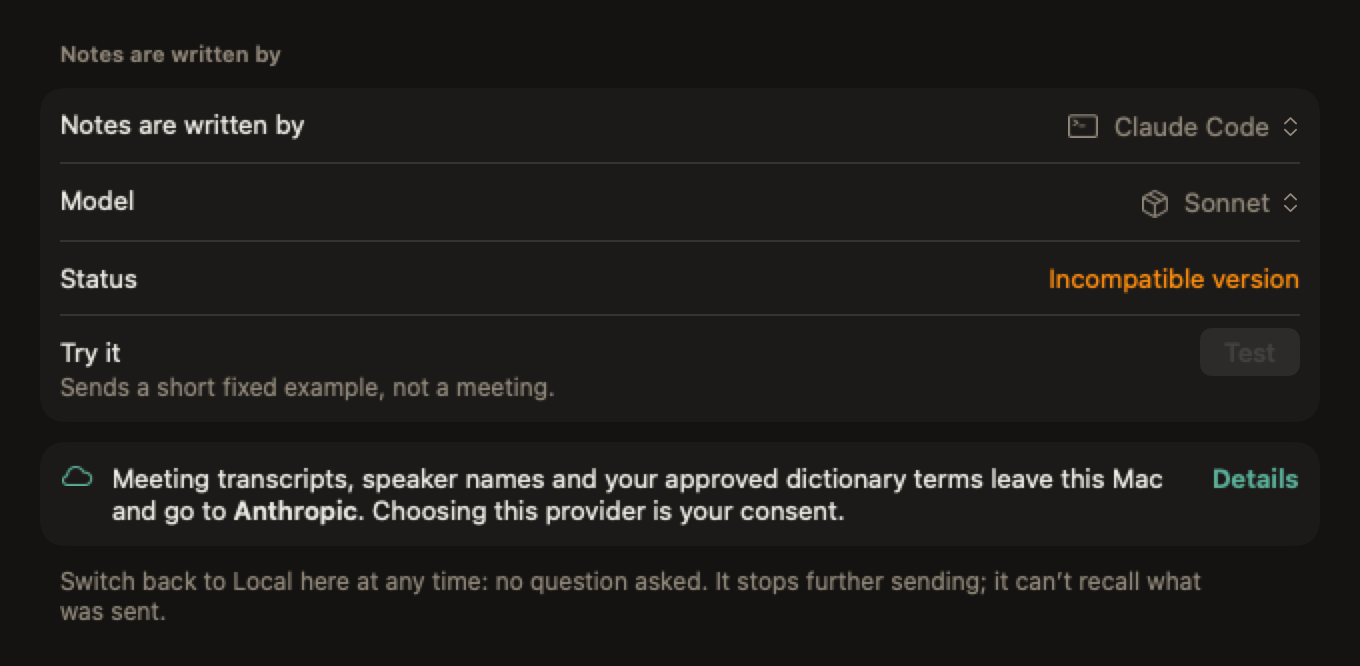 Notes are written by
Notes are written by
Claude Code
Model
Sonnet
Status
Incompatible version
Try it
Test
Sends a short fixed example, not a meeting.
Meeting transcripts, speaker names and your approved dictionary terms leave this Mac
Details
and go to Anthropic. Choosing this provider is your consent.
Switch back to Local here at any time: no question asked. It stops further sending; it can’t recall what
was sent.